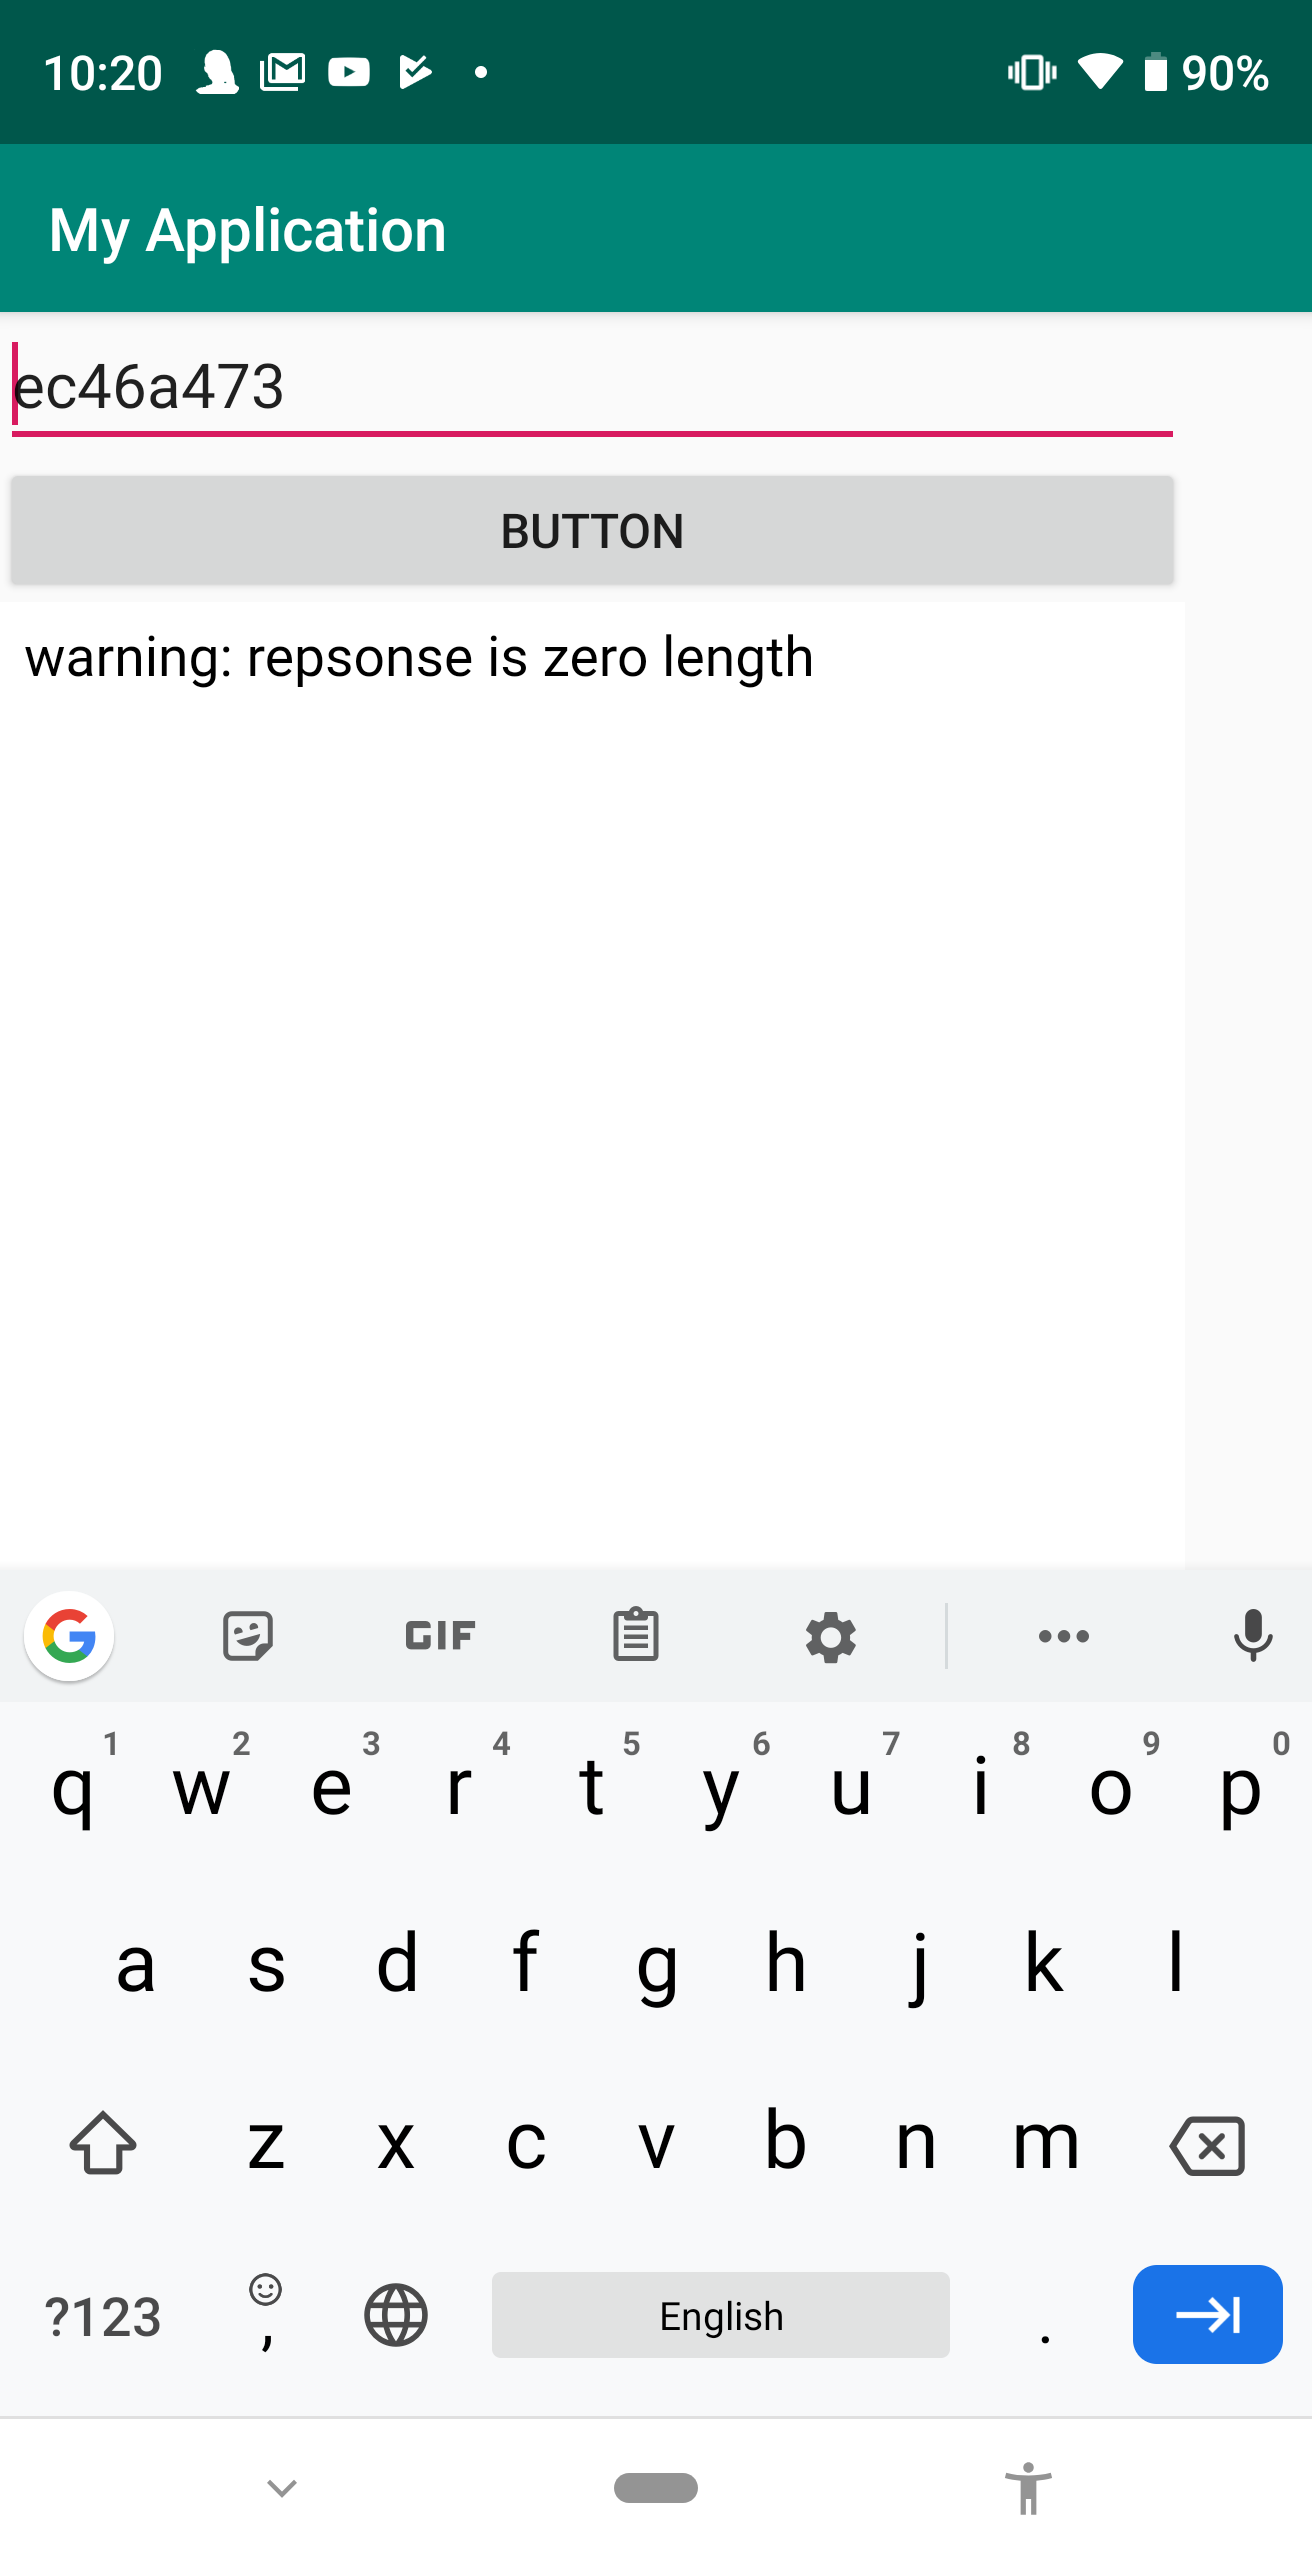 10:20 90%
My Application
ec46a473
BUTTON
warning: repsonse is zero length
GIF
1 2 3 4 5 6 7 8 9 0
q w e r t y u i o p
a s d f g h j k l
z x c v b n m
?123 , English .